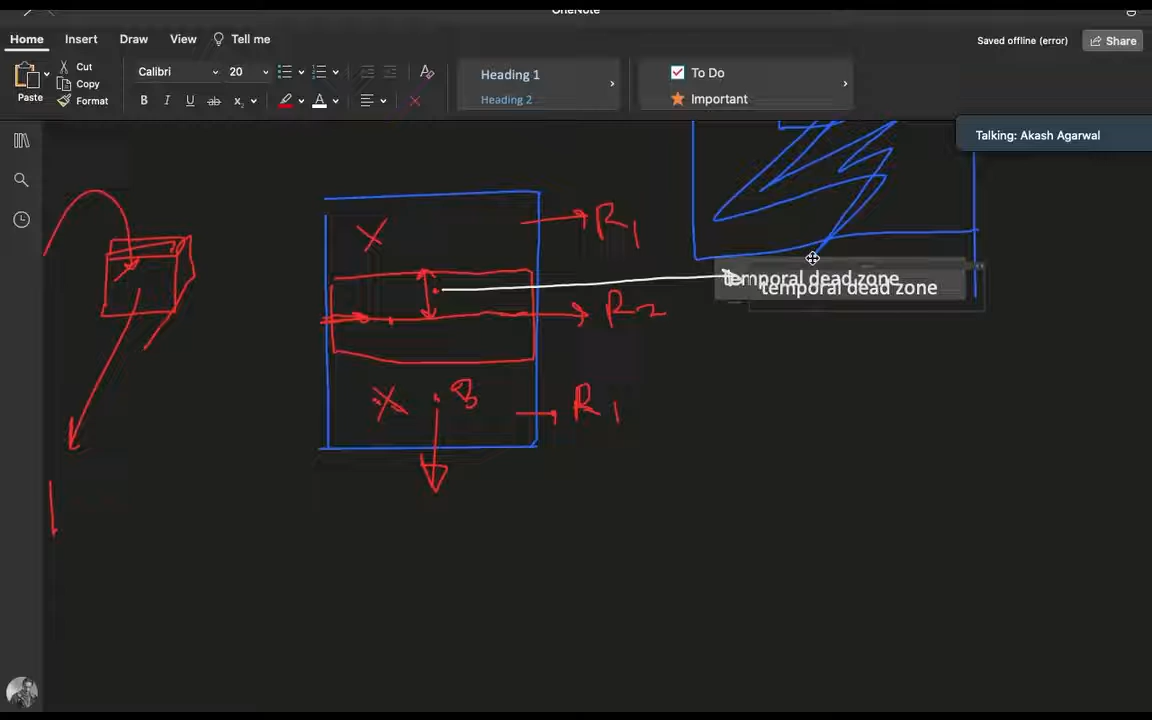 OneNote
Home Insert Draw View Tell me
Saved offline (error) Share
Paste
Cut
Copy
Format
Calibri 20
B I U ab x A
Heading 1
Heading 2
To Do
Important
Talking: Akash Agarwal
X
R1
temporal dead zone
temporal dead zone
R2
X B
R1